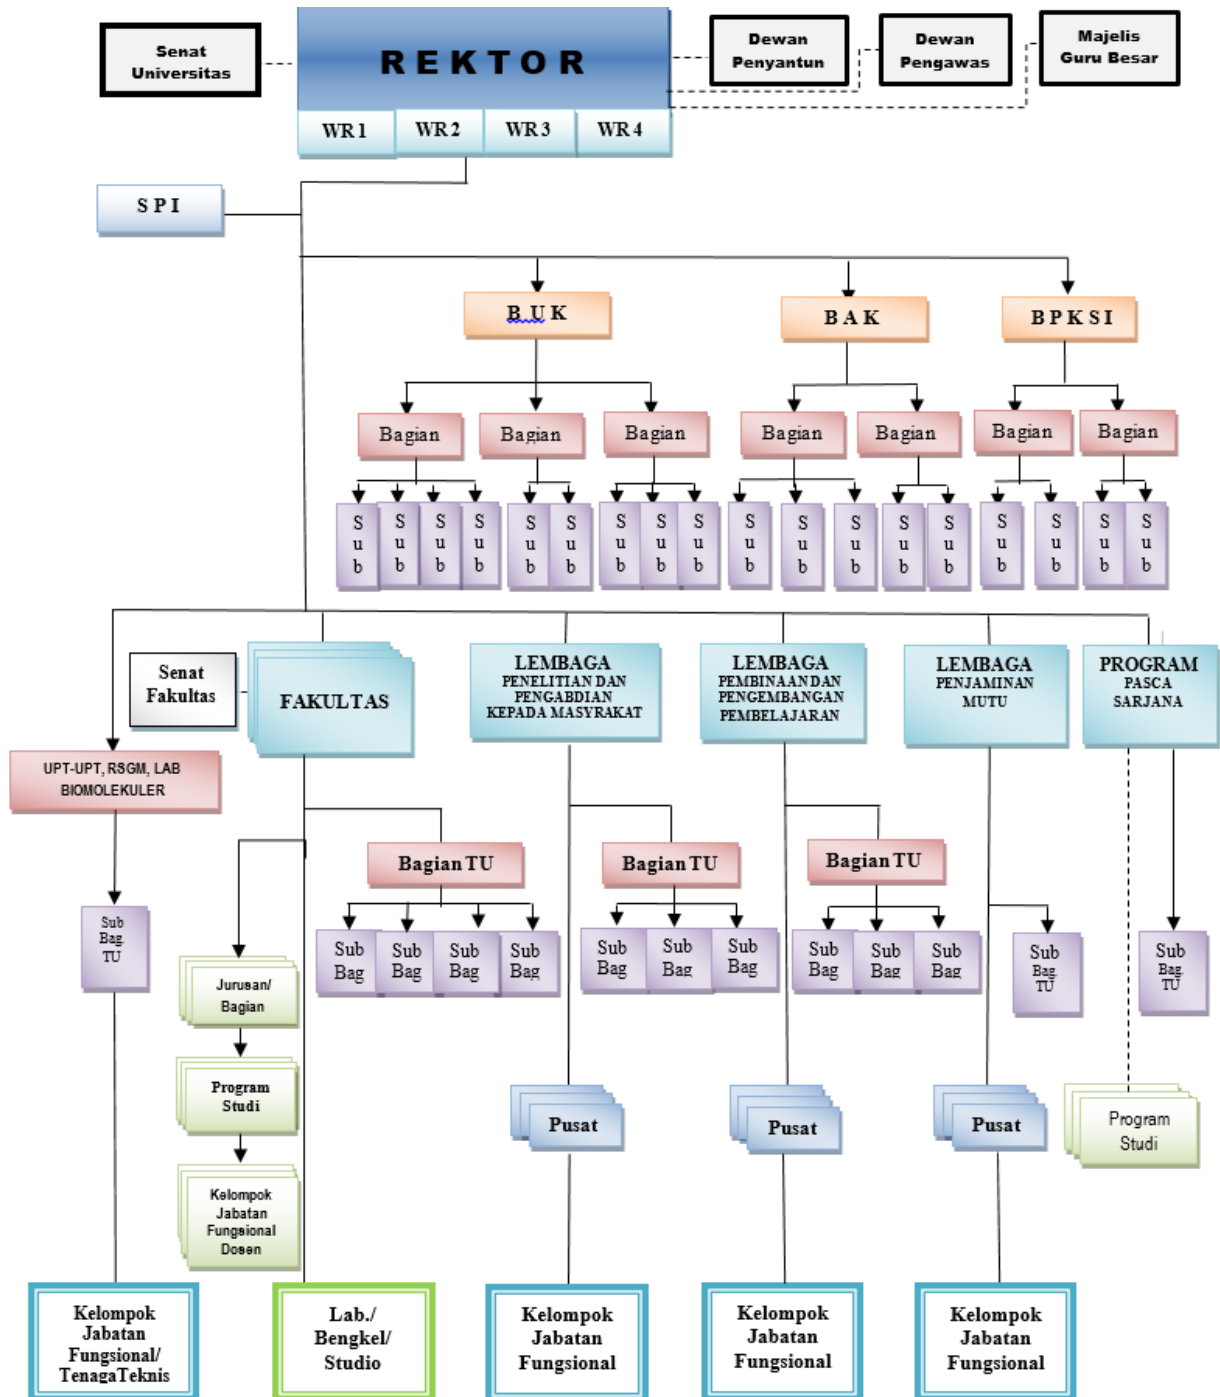 Senat
Universitas
REKTOR
Dewan
Penyantun
Dewan
Pengawas
Majelis
Guru Besar
WR 1
WR 2
WR 3
WR 4
S P I
B U K
B A K
B P K S I
Bagian
Bagian
Bagian
Bagian
Bagian
Bagian
Bagian
S
u
b
S
u
b
S
u
b
S
u
b
S
u
b
S
u
b
S
u
b
S
u
b
S
u
b
S
u
b
S
u
b
S
u
b
S
u
b
S
u
b
S
u
b
S
u
b
S
u
b
S
u
b
Senat
Fakultas
FAKULTAS
LEMBAGA
PENELITIAN DAN
PENGABDIAN
KEPADA MASYRAKAT
LEMBAGA
PEMBINAAN DAN
PENGEMBANGAN
PEMBELAJARAN
LEMBAGA
PENJAMINAN
MUTU
PROGRAM
PASCA
SARJANA
UPT-UPT, RSGM, LAB
BIOMOLEKULER
Bagian TU
Bagian TU
Bagian TU
Sub
Bag.
TU
Sub
Bag
Sub
Bag
Sub
Bag
Sub
Bag
Sub
Bag
Sub
Bag
Sub
Bag
Sub
Bag
Sub
Bag
Sub
Bag
Sub
Bag.
TU
Sub
Bag.
TU
Jurusan/
Bagian
Program
Studi
Kelompok
Jabatan
Fungsional
Dosen
Pusat
Pusat
Pusat
Program
Studi
Kelompok
Jabatan
Fungsional/
TenagaTeknis
Lab./
Bengkel/
Studio
Kelompok
Jabatan
Fungsional
Kelompok
Jabatan
Fungsional
Kelompok
Jabatan
Fungsional